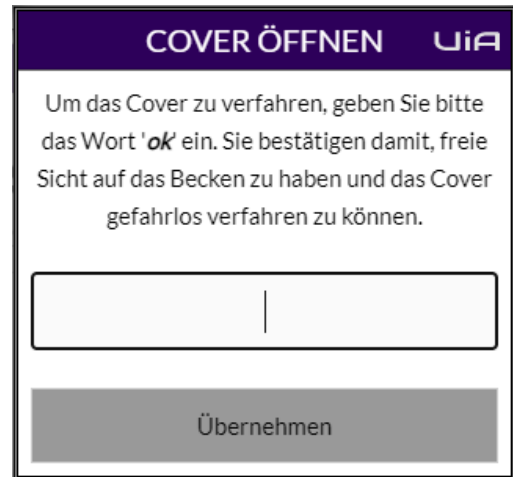 COVER ÖFFNEN UiA
Um das Cover zu verfahren, geben Sie bitte
das Wort 'ok' ein. Sie bestätigen damit, freie
Sicht auf das Becken zu haben und das Cover
gefahrlos verfahren zu können.
Übernehmen